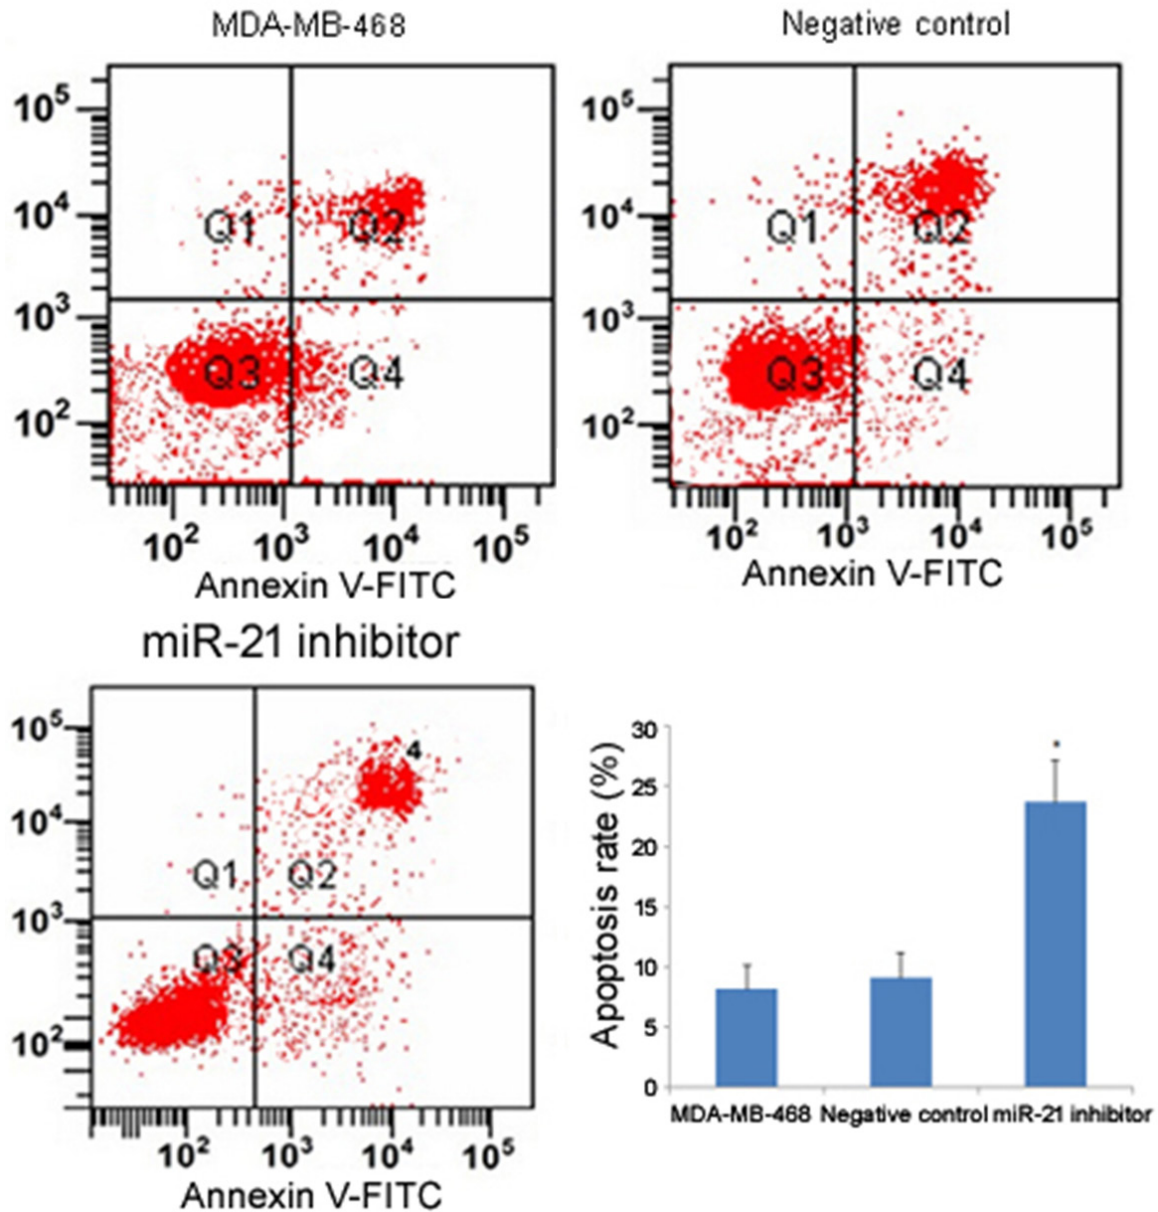 MDA-MB-468
10⁵
10⁴
10³
10²
Q1
Q2
Q3
Q4
10² 10³ 10⁴ 10⁵
Annexin V-FITC
Negative control
10⁵
10⁴
10³
10²
Q1
Q2
Q3
Q4
10² 10³ 10⁴ 10⁵
Annexin V-FITC
miR-21 inhibitor
10⁵
10⁴
10³
10²
4
Q1
Q2
Q3
Q4
10² 10³ 10⁴ 10⁵
Annexin V-FITC
Apoptosis rate (%)
30
25
20
15
10
5
0
*
MDA-MB-468 Negative control miR-21 inhibitor